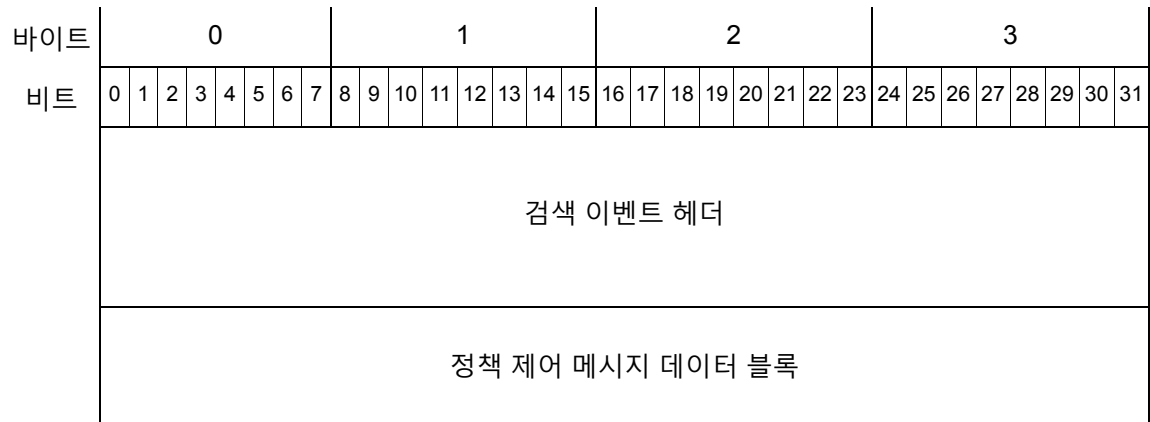 바이트 0 1 2 3
비트 0 1 2 3 4 5 6 7 8 9 10 11 12 13 14 15 16 17 18 19 20 21 22 23 24 25 26 27 28 29 30 31
검색 이벤트 헤더
정책 제어 메시지 데이터 블록